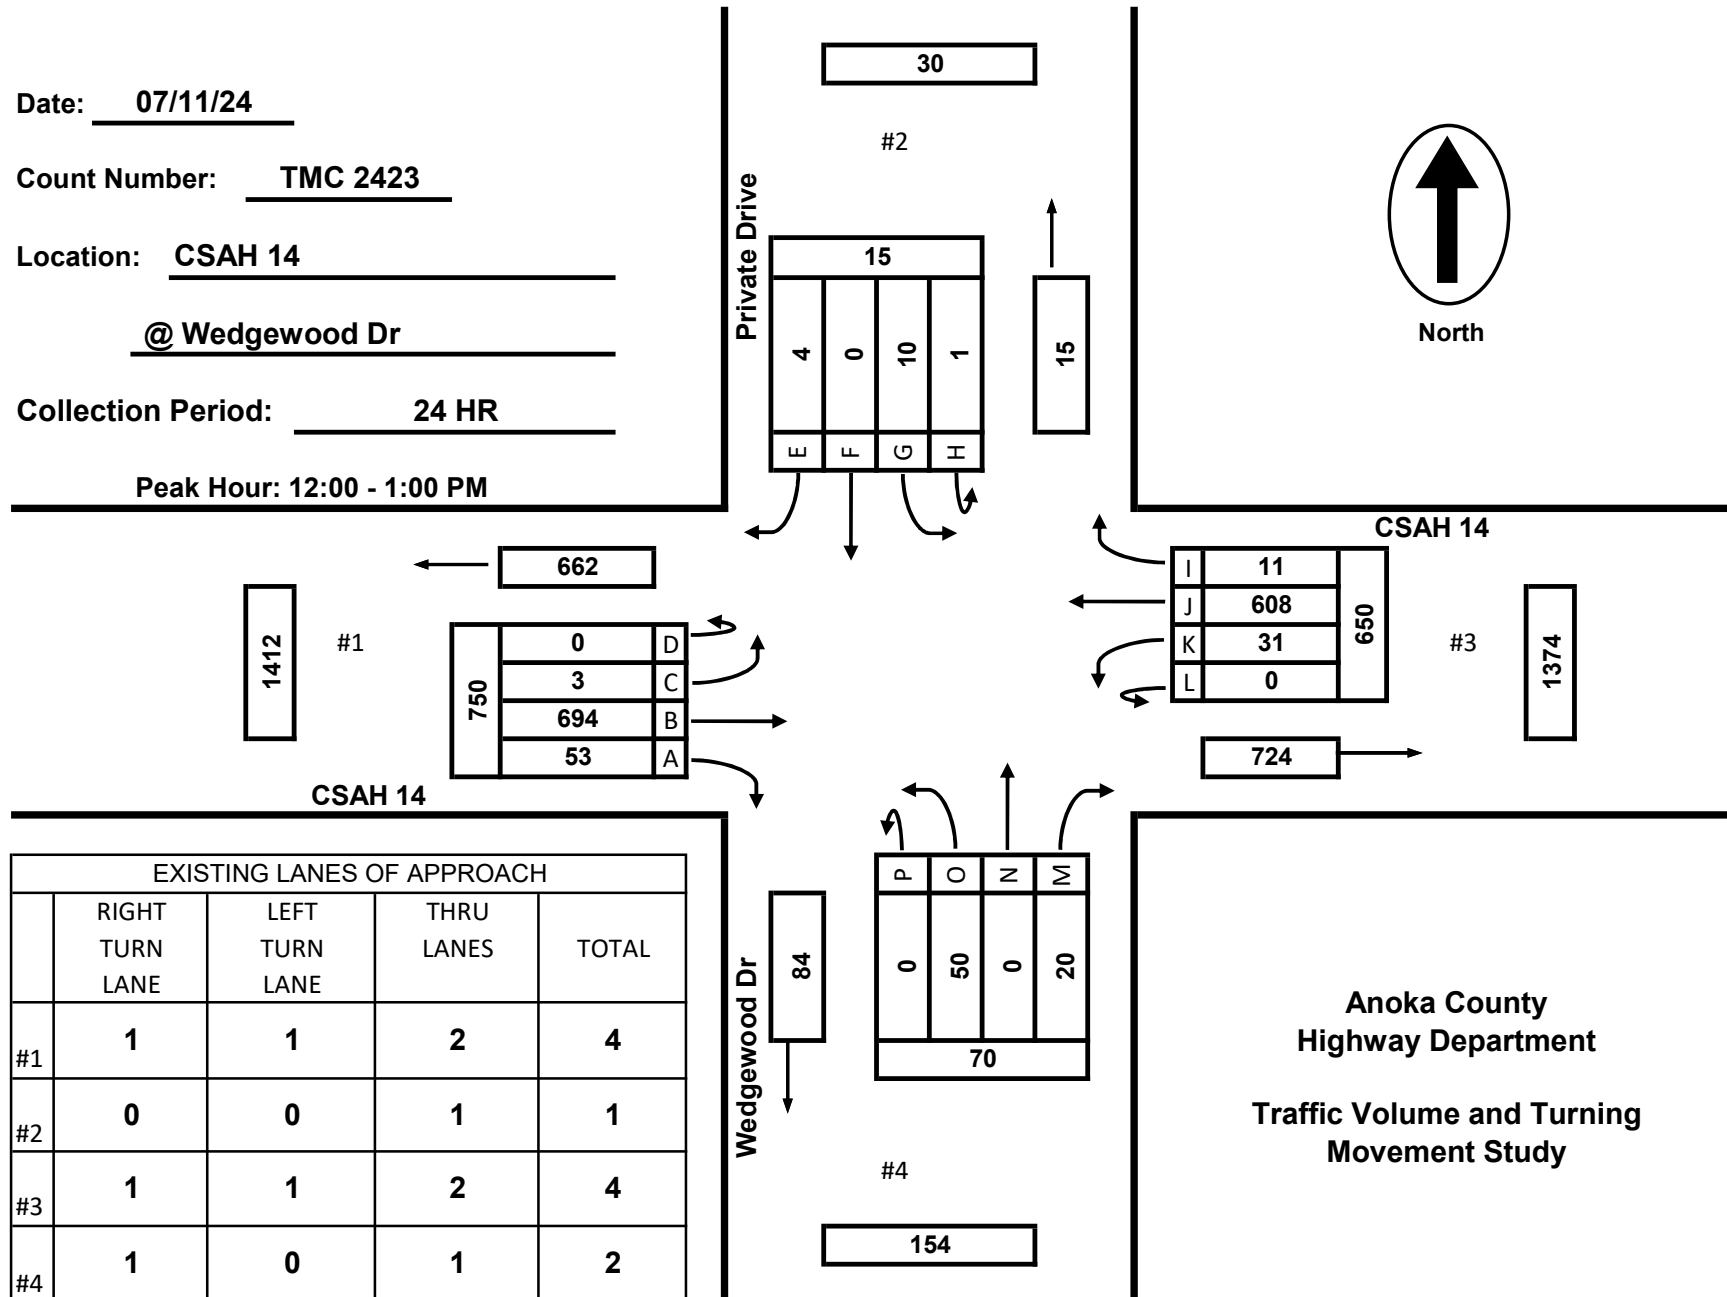 Date: 07/11/24
Count Number: TMC 2423
Location: CSAH 14
@ Wedgewood Dr
Collection Period: 24 HR
Peak Hour: 12:00 - 1:00 PM
30
#2
Private Drive
15
4 0 10 1
E F G H
15
North
CSAH 14
662
1412
#1
750
0 D
3 C
694 B
53 A
CSAH 14
I 11
J 608
K 31
L 0
650
#3
1374
724
P O N M
0 50 0 20
70
84
Wedgewood Dr
#4
154
EXISTING LANES OF APPROACH
RIGHT TURN LANE LEFT TURN LANE THRU LANES TOTAL
#1 1 1 2 4
#2 0 0 1 1
#3 1 1 2 4
#4 1 0 1 2
Anoka County
Highway Department
Traffic Volume and Turning
Movement Study